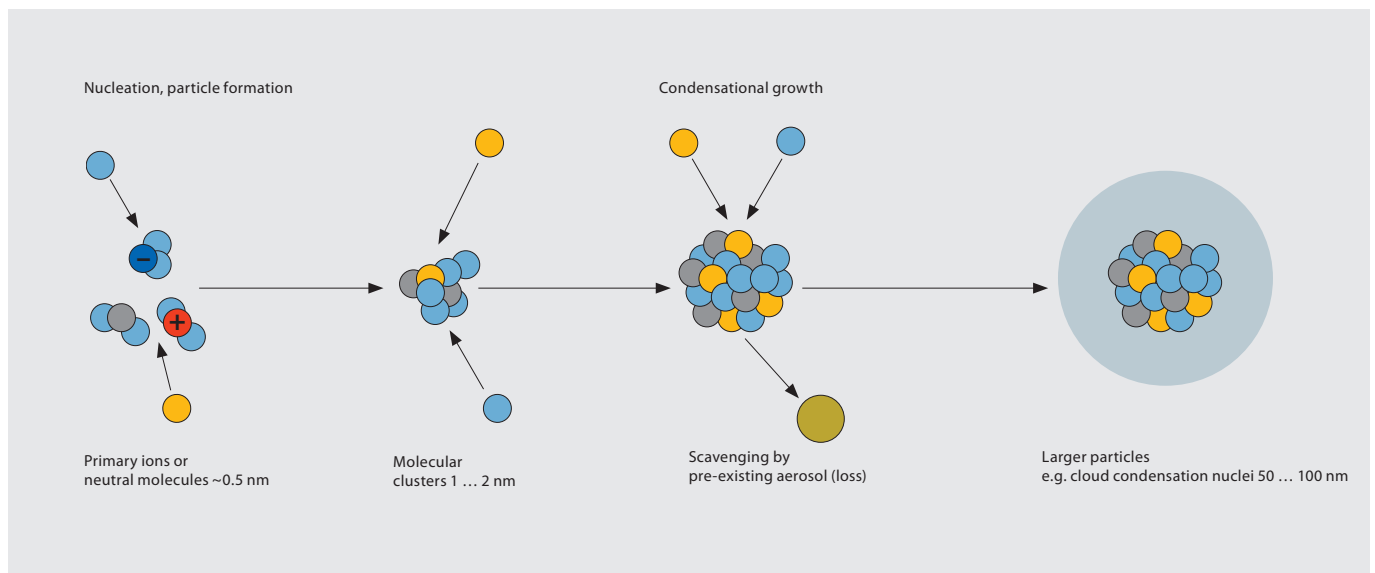 Nucleation, particle formation
Condensational growth
−
+
Primary ions or
neutral molecules ~0.5 nm
Molecular
clusters 1 … 2 nm
Scavenging by
pre-existing aerosol (loss)
Larger particles
e.g. cloud condensation nuclei 50 … 100 nm